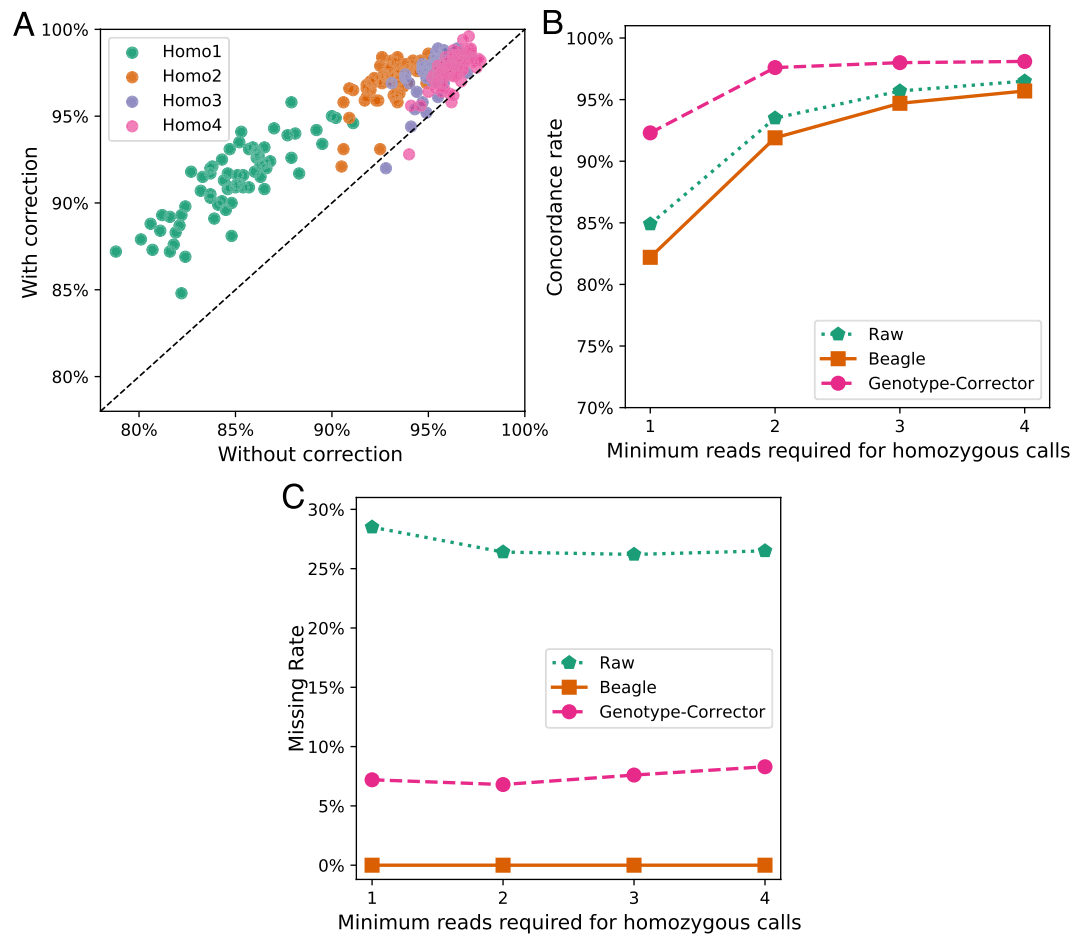 A
With correction
100%
95%
90%
85%
80%
Homo1
Homo2
Homo3
Homo4
80% 85% 90% 95% 100%
Without correction
B
Concordance rate
100%
95%
90%
85%
80%
75%
70%
Raw
Beagle
Genotype-Corrector
1 2 3 4
Minimum reads required for homozygous calls
C
Missing Rate
30%
25%
20%
15%
10%
5%
0%
Raw
Beagle
Genotype-Corrector
1 2 3 4
Minimum reads required for homozygous calls